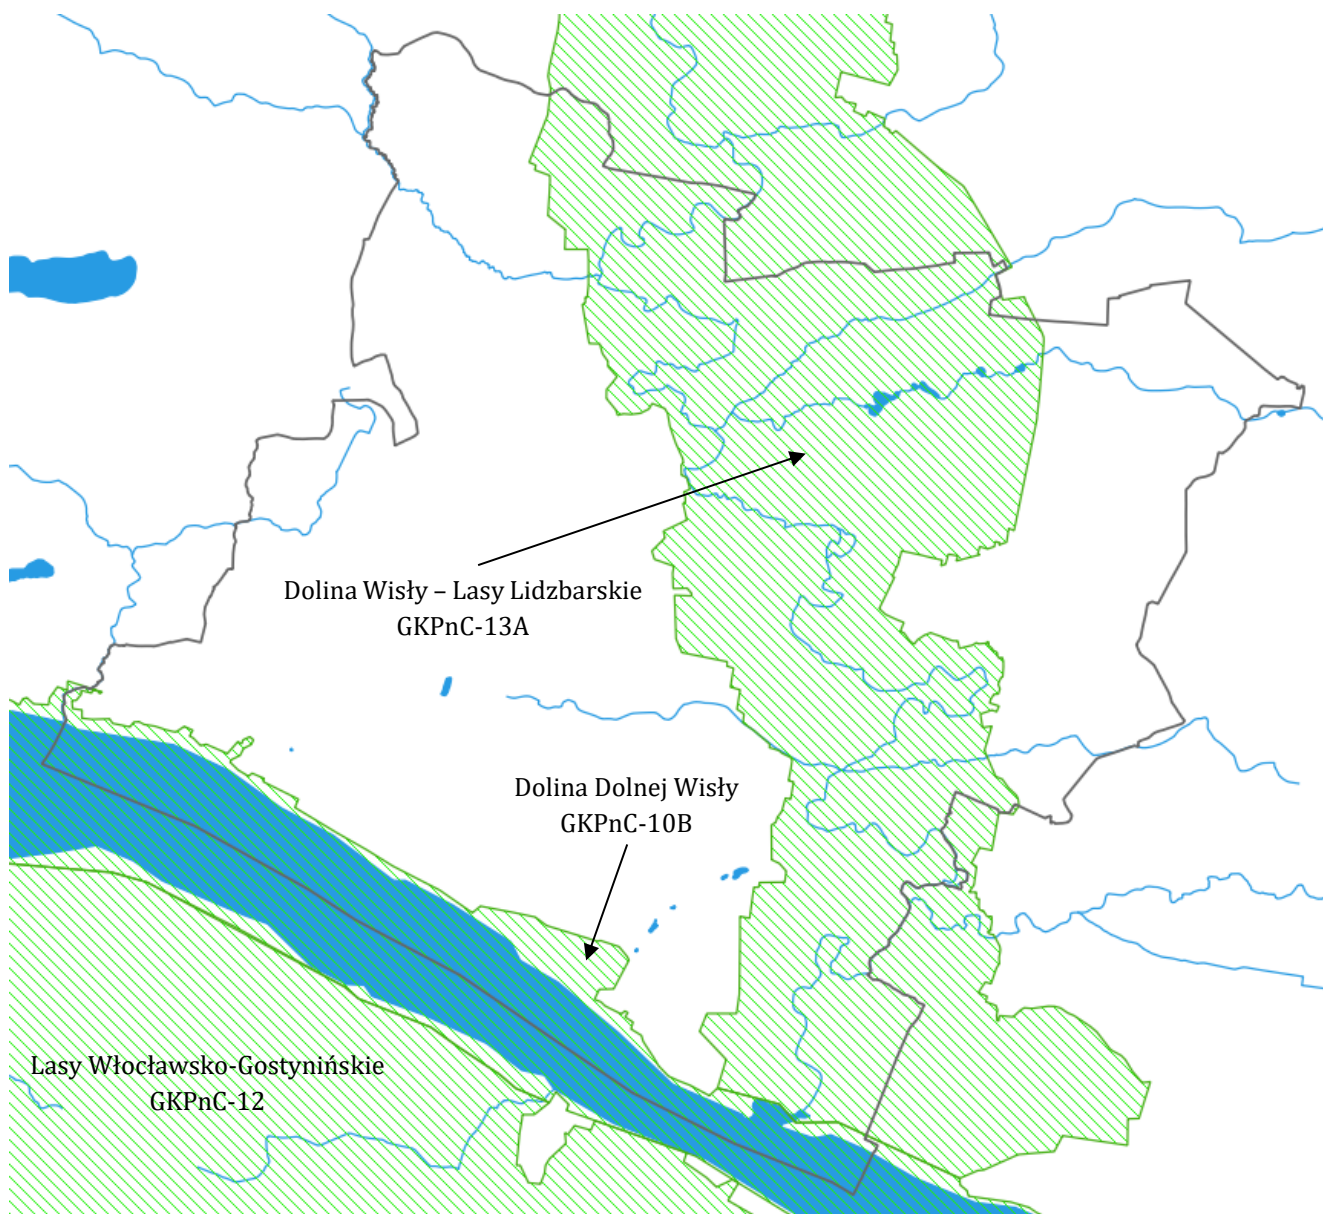 Dolina Wisły – Lasy Lidzbarskie
GKPnC-13A
Dolina Dolnej Wisły
GKPnC-10B
Lasy Włocławsko-Gostynińskie
GKPnC-12